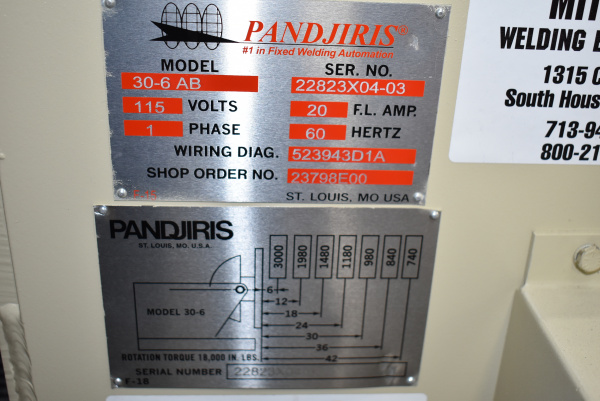 PANDJIRIS®
#1 in Fixed Welding Automation
MODEL SER. NO.
30-6 AB 22823X04-03
115 VOLTS 20 F.L. AMP.
1 PHASE 60 HERTZ
WIRING DIAG. 523943D1A
SHOP ORDER NO. 23798E00
ST. LOUIS, MO USA
PANDJIRIS
ST. LOUIS, MO. U.S.A.
3000 1980 1480 1180 980 840 740
6
12
18
24
30
36
42
MODEL 30-6
ROTATION TORQUE 18,000 IN. LBS.
SERIAL NUMBER
F-18
WELDING
1315
South
713-
800-